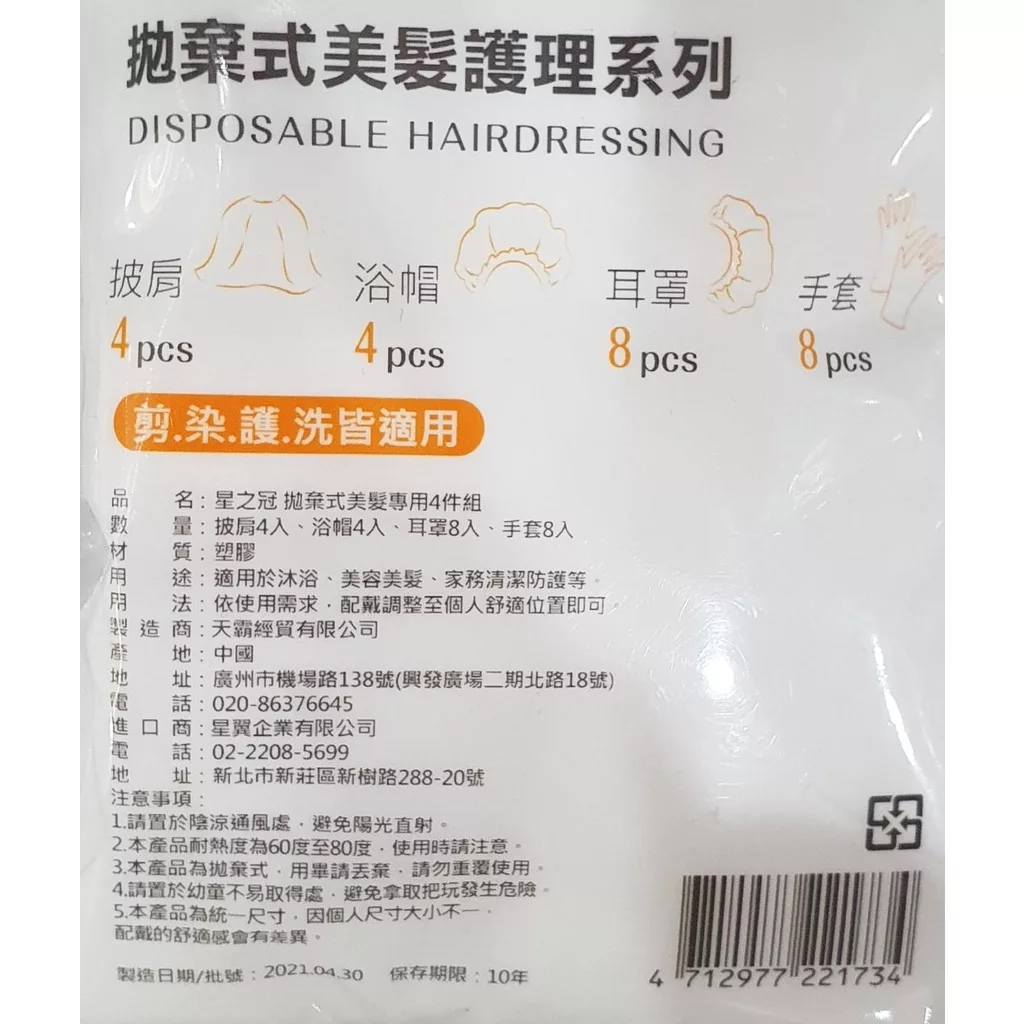 拋棄式美髮護理系列
DISPOSABLE HAIRDRESSING
披肩 浴帽 耳罩 手套
4 pcs 4 pcs 8 pcs 8 pcs
剪.染.護.洗皆適用
品 名：星之冠 拋棄式美髮專用4件組
數 量：披肩4入、浴帽4入、耳罩8入、手套8入
材 質：塑膠
用 途：適用於沐浴、美容美髮、家務清潔防護等。
用 法：依使用需求，配戴調整至個人舒適位置即可。
製 造 商：天霸經貿有限公司
產 地：中國
地 址：廣州市機場路138號(興發廣場二期北路18號)
電 話：020-86376645
進 口 商：星翼企業有限公司
電 話：02-2208-5699
地 址：新北市新莊區新樹路288-20號
注意事項：
1.請置於陰涼通風處，避免陽光直射。
2.本產品耐熱度為60度至80度，使用時請注意。
3.本產品為拋棄式，用畢請丟棄，請勿重覆使用。
4.請置於幼童不易取得處，避免拿取把玩發生危險。
5.本產品為統一尺寸，因個人尺寸大小不一，
配戴的舒適感會有差異。
製造日期/批號：2021.04.30 保存期限：10年
4 712977 221734